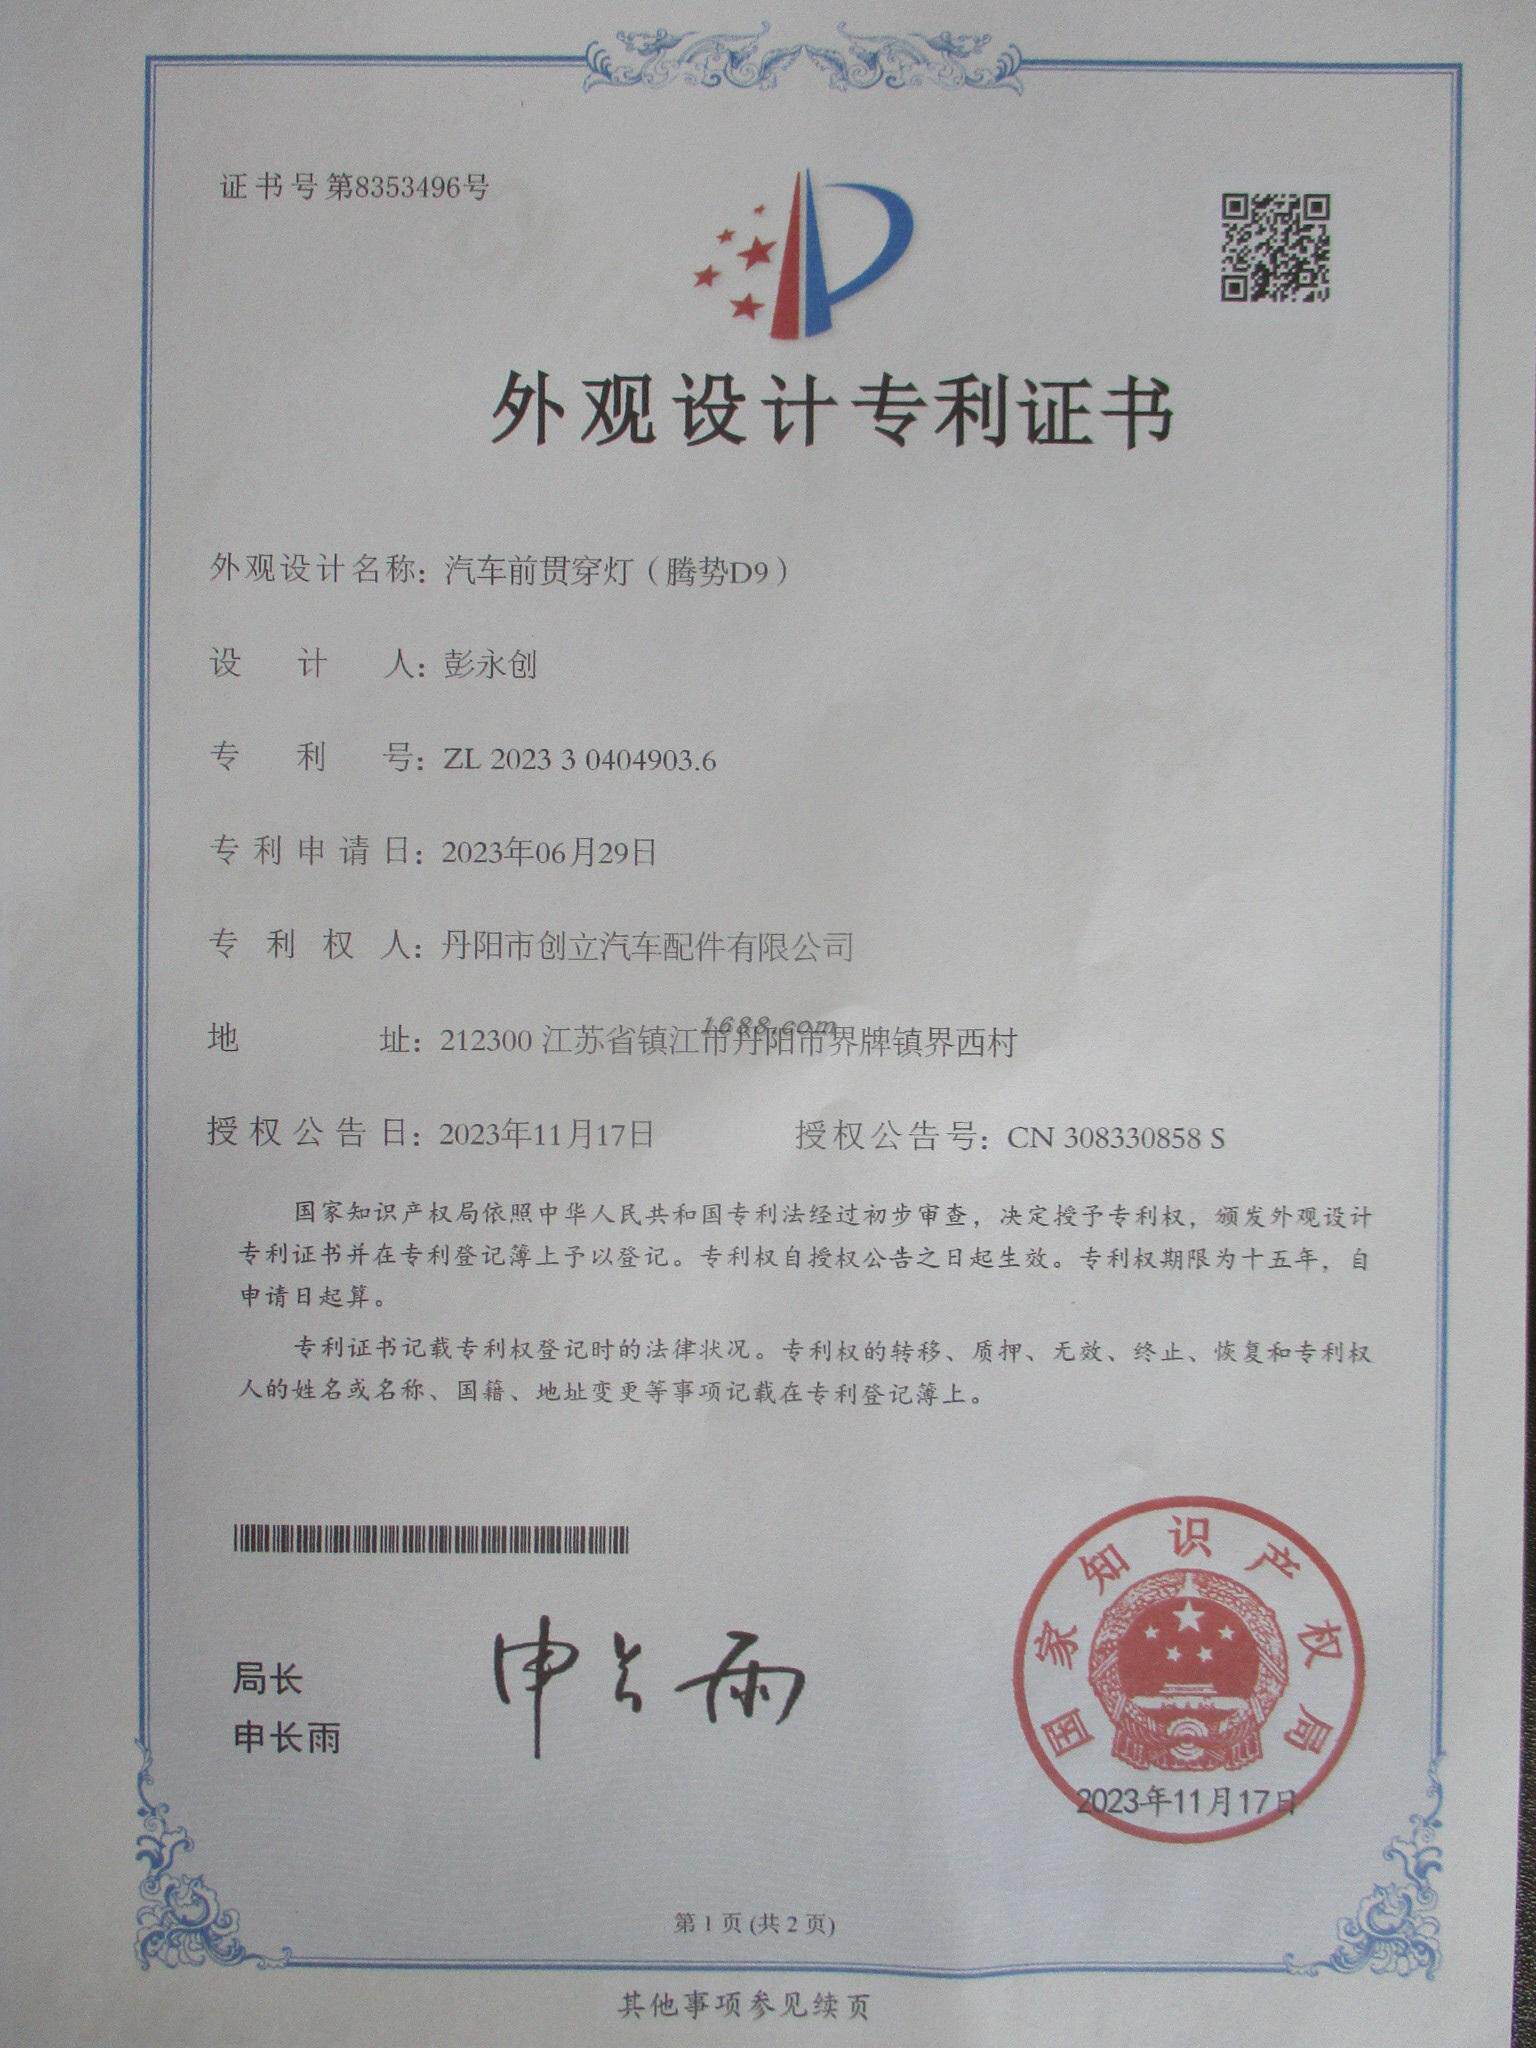 证书号第8353496号
外观设计专利证书
外观设计名称：汽车前贯穿灯（腾势D9）
设计人：彭永创
专利号：ZL 2023 3 0404903.6
专利申请日：2023年06月29日
专利权人：丹阳市创立汽车配件有限公司
1688.com
地址：212300 江苏省镇江市丹阳市界牌镇界西村
授权公告日：2023年11月17日 授权公告号：CN 308330858 S
国家知识产权局依照中华人民共和国专利法经过初步审查，决定授予专利权，颁发外观设计
专利证书并在专利登记簿上予以登记。专利权自授权公告之日起生效。专利权期限为十五年，自
申请日起算。
专利证书记载专利权登记时的法律状况。专利权的转移、质押、无效、终止、恢复和专利权
人的姓名或名称、国籍、地址变更等事项记载在专利登记簿上。
局长
申长雨
申长雨
国家知识产权局
2023年11月17日
第 1 页 (共 2 页)
其他事项参见续页